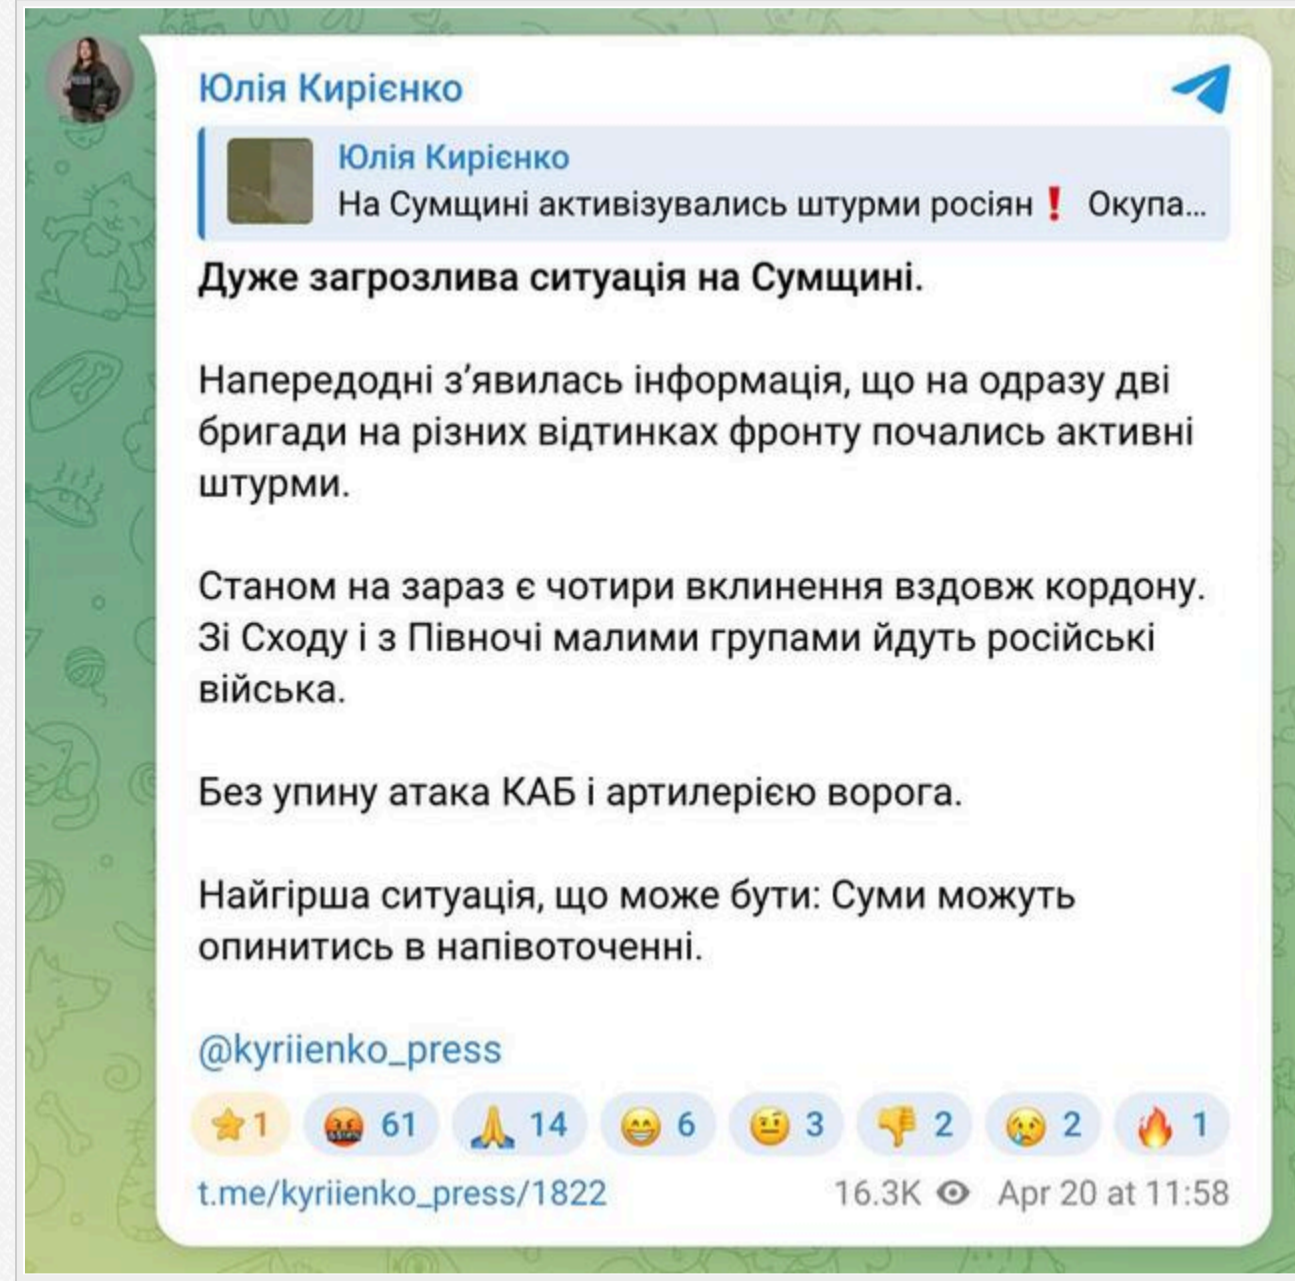 Юлія Кирієнко
Юлія Кирієнко
На Сумщині активізувались штурми росіян❗ Окупа...
Дуже загрозлива ситуація на Сумщині.
Напередодні з’явилась інформація, що на одразу дві
бригади на різних відтинках фронту почались активні
штурми.
Станом на зараз є чотири вклинення вздовж кордону.
Зі Сходу і з Півночі малими групами йдуть російські
війська.
Без упину атака КАБ і артилерією ворога.
Найгірша ситуація, що може бути: Суми можуть
опинитись в напівоточенні.
@kyriienko_press
⭐1 🤬 61 🙏 14 😁 6 🤨 3 👎 2 😢 2 🔥 1
t.me/kyriienko_press/1822 16.3K Apr 20 at 11:58